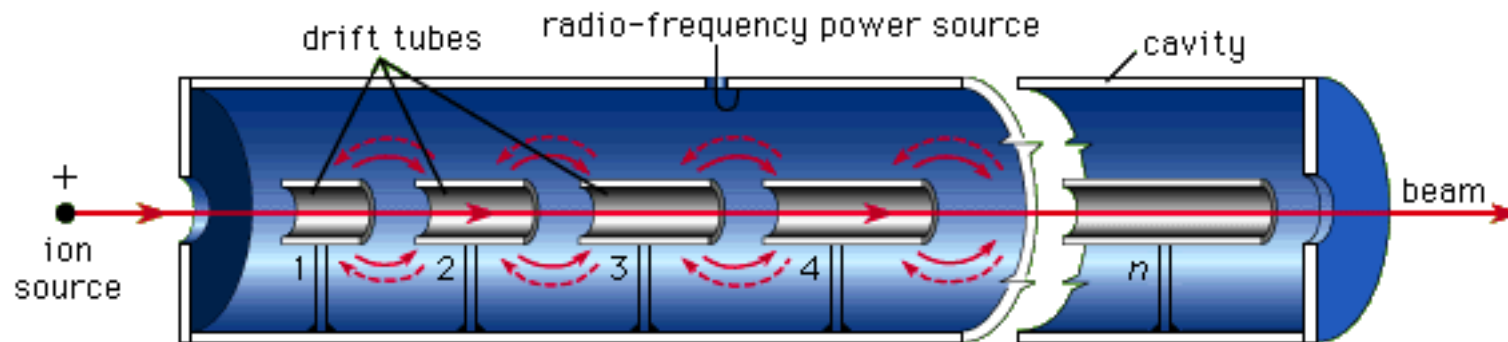 drift tubes
radio-frequency power source
cavity
+
ion
source
1
2
3
4
n
beam